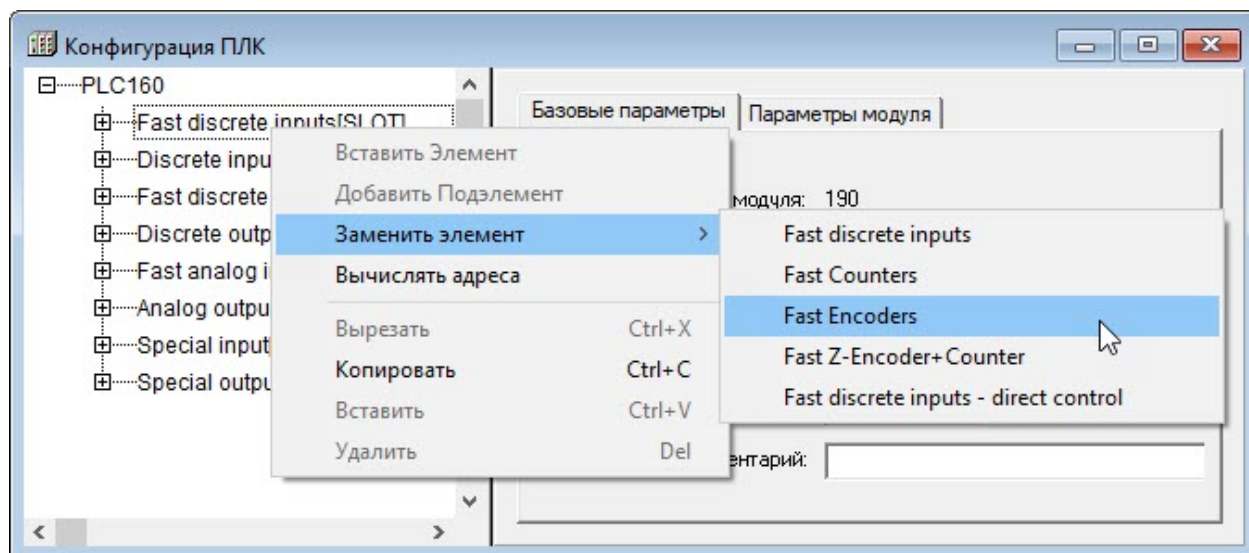 Конфигурация ПЛК
PLC160
Fast discrete inputs[SLOT]
Discrete inpu
Fast discrete
Discrete outp
Fast analog i
Analog outpu
Special input
Special outpu
Базовые параметры
Параметры модуля
модуля: 190
ентарий:
Вставить Элемент
Добавить Подэлемент
Заменить элемент
Вычислять адреса
Вырезать Ctrl+X
Копировать Ctrl+C
Вставить Ctrl+V
Удалить Del
Fast discrete inputs
Fast Counters
Fast Encoders
Fast Z-Encoder+Counter
Fast discrete inputs - direct control